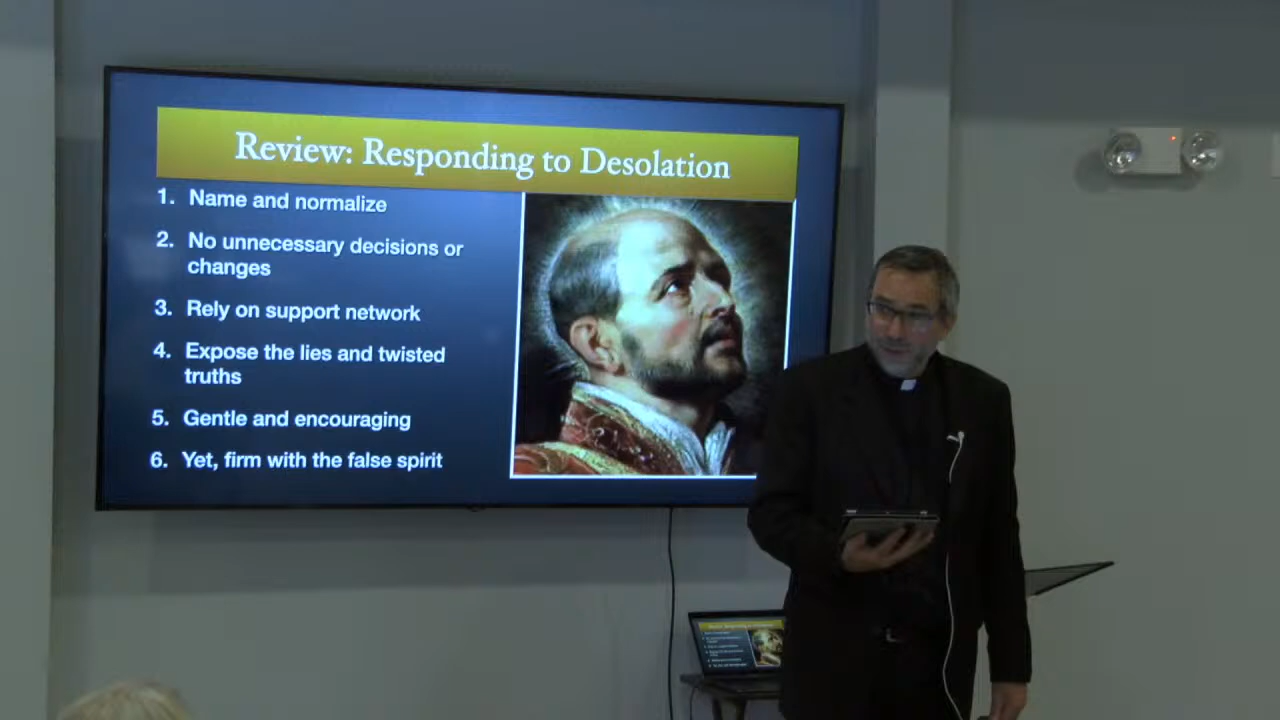 Review: Responding to Desolation
1. Name and normalize
2. No unnecessary decisions or
changes
3. Rely on support network
4. Expose the lies and twisted
truths
5. Gentle and encouraging
6. Yet, firm with the false spirit